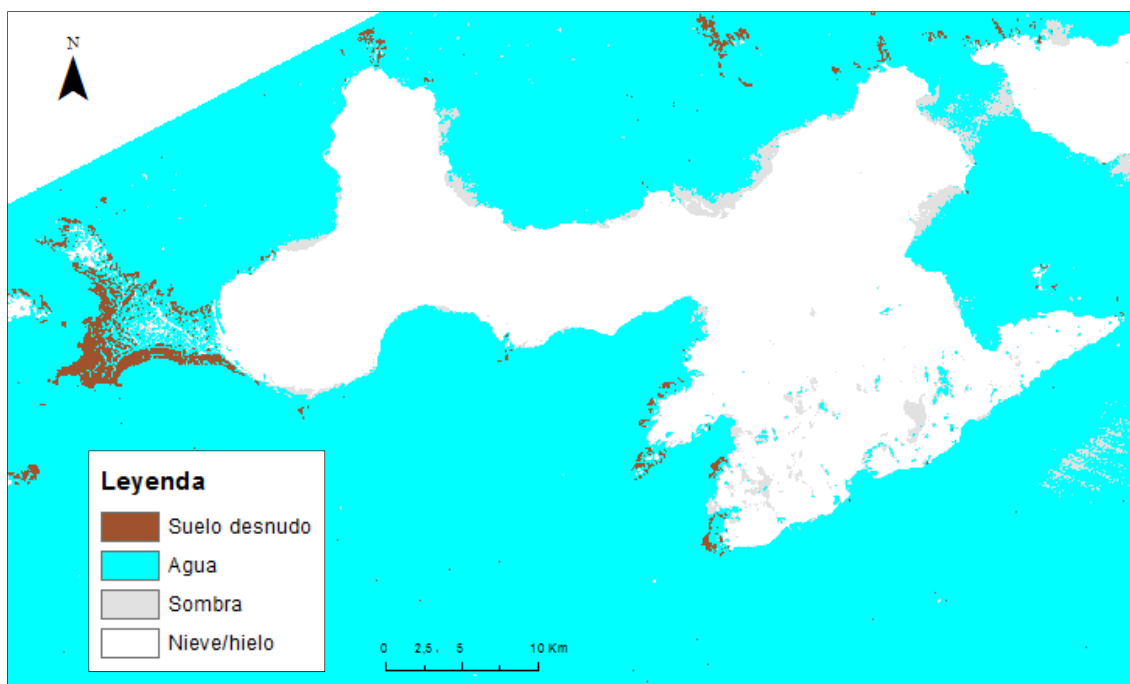 N
Leyenda
Suelo desnudo
Agua
Sombra
Nieve/hielo
0 2,5 . 5 10 Km